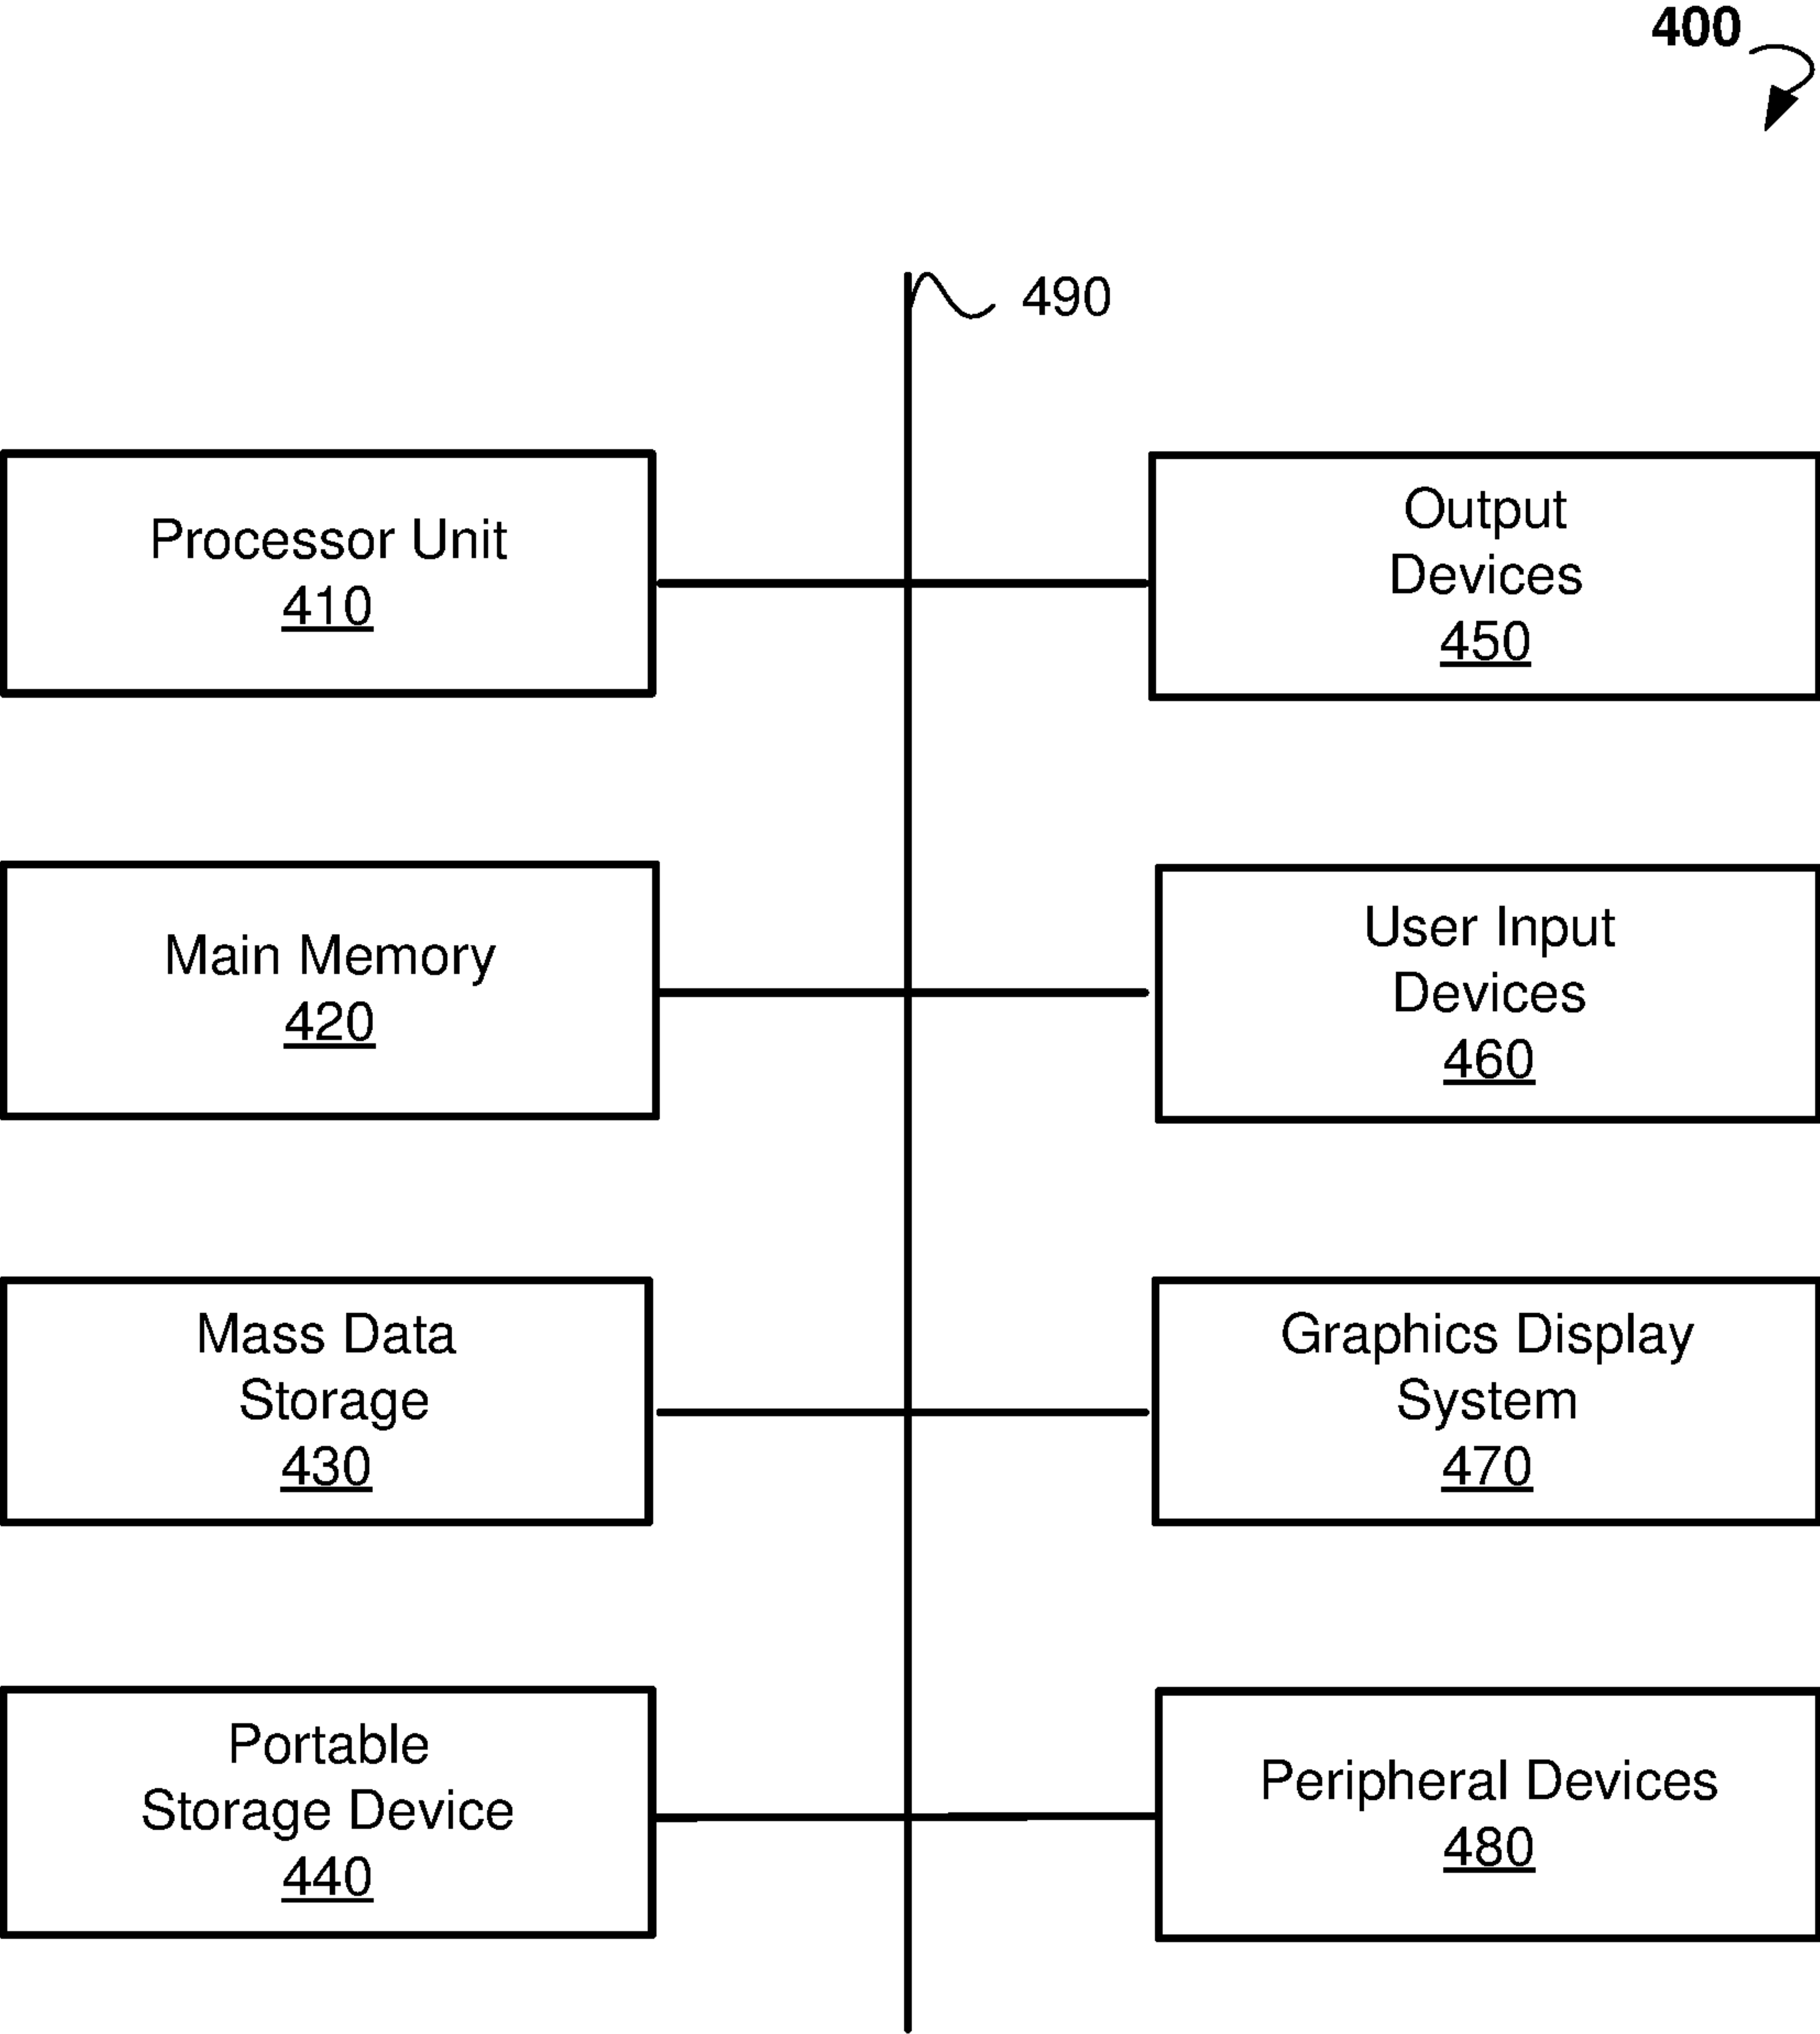 400
490
Processor Unit
410
Output
Devices
450
Main Memory
420
User Input
Devices
460
Mass Data
Storage
430
Graphics Display
System
470
Portable
Storage Device
440
Peripheral Devices
480